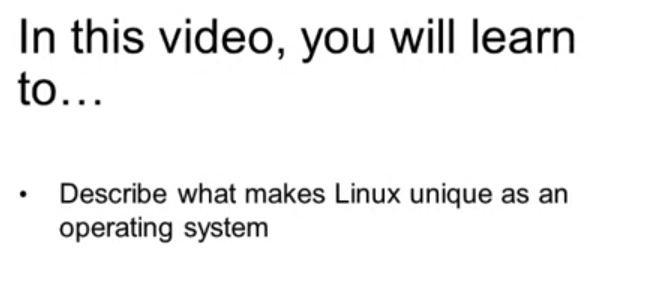 In this video, you will learn
to...
• Describe what makes Linux unique as an
operating system